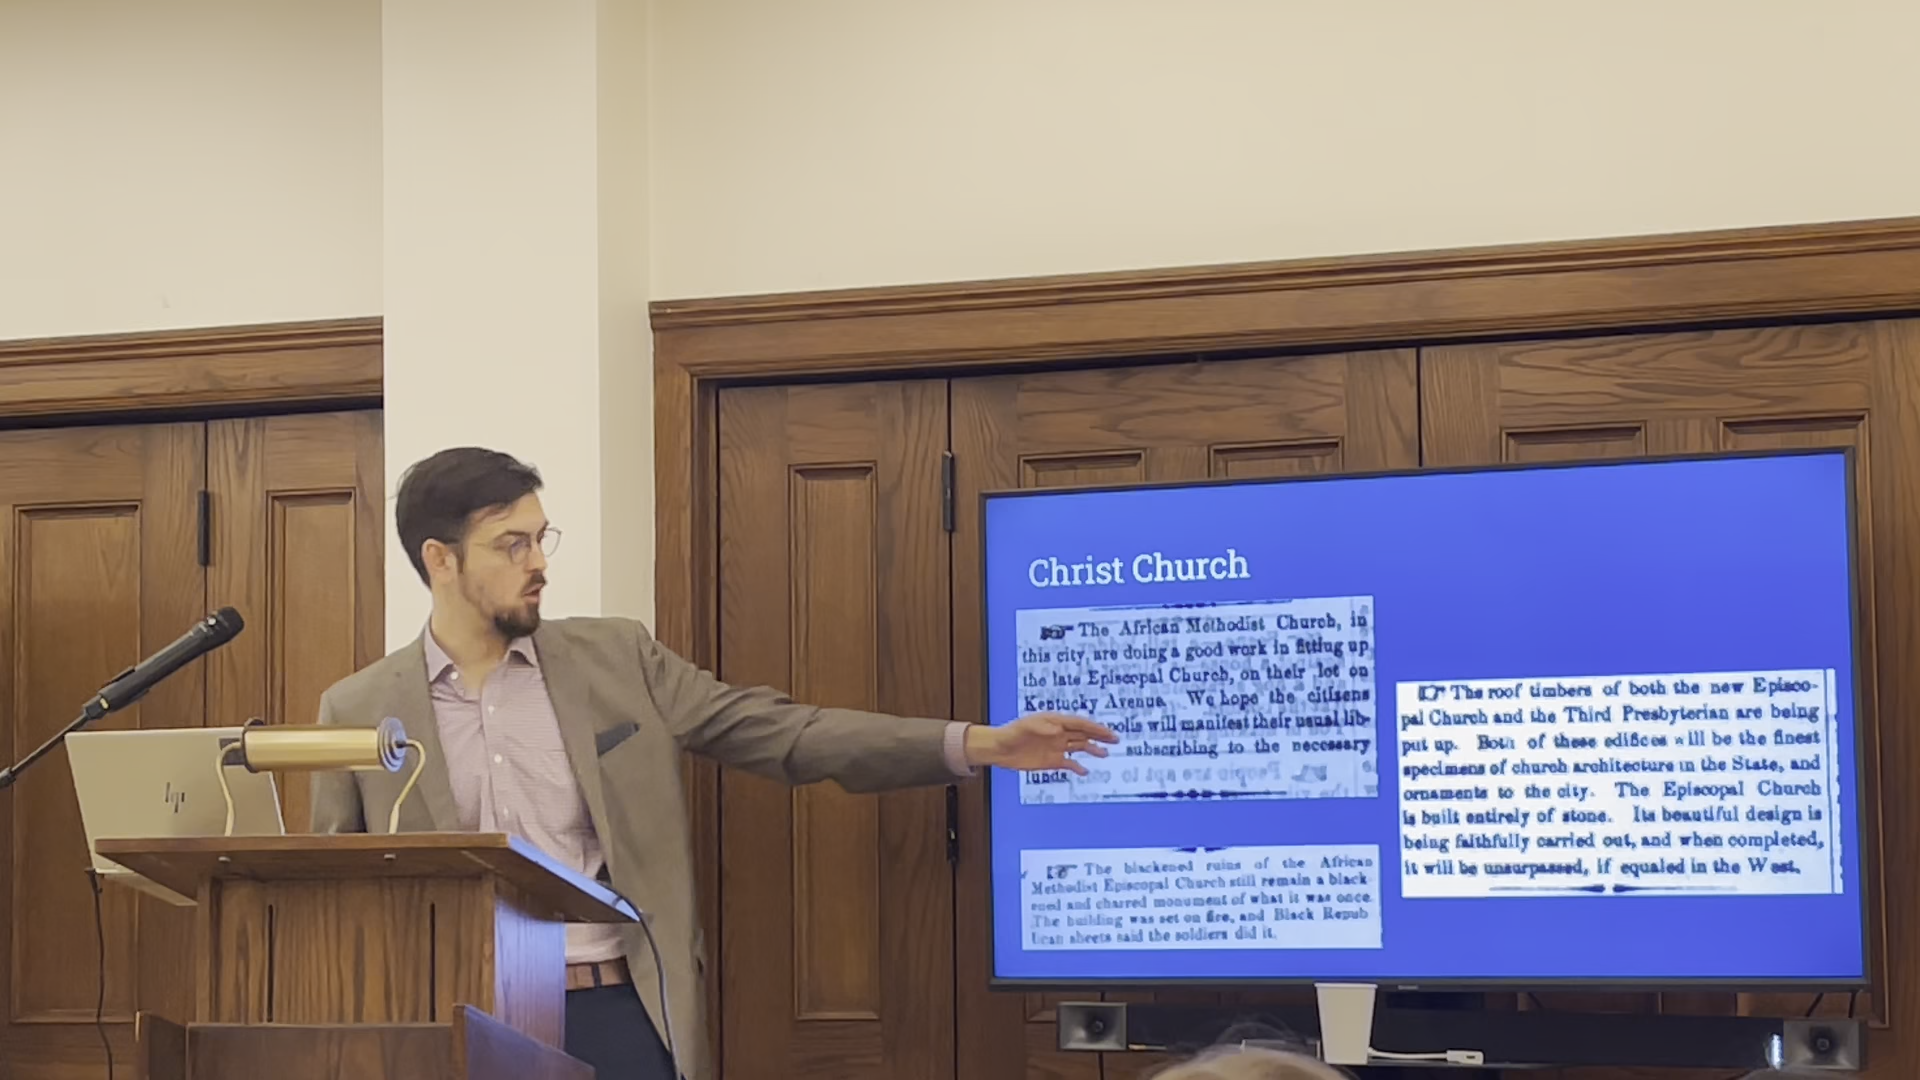 Christ Church
The African Methodist Church, in
this city, are doing a good work in fitting up
the late Episcopal Church, on their lot on
Kentucky Avenue. We hope the citizens
polis will manifest their usual lib-
subscribing to the necessary
funds.
The blackened ruins of the African
Methodist Episcopal Church still remain a black
ened and charred monument of what it was once.
The building was set on fire, and Black Repub
lican sheets said the soldiers did it.
The roof timbers of both the new Episco-
pal Church and the Third Presbyterian are being
put up. Both of these edifices will be the finest
specimens of church architecture in the State, and
ornaments to the city. The Episcopal Church
is built entirely of stone. Its beautiful design is
being faithfully carried out, and when completed,
it will be unsurpassed, if equaled in the West.
hp